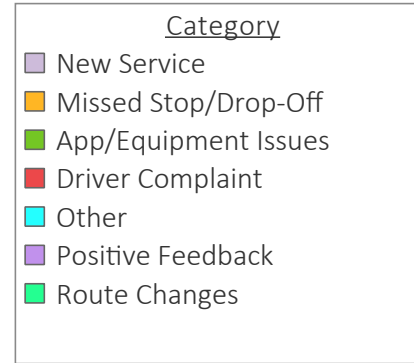 Category
New Service
Missed Stop/Drop-Off
App/Equipment Issues
Driver Complaint
Other
Positive Feedback
Route Changes